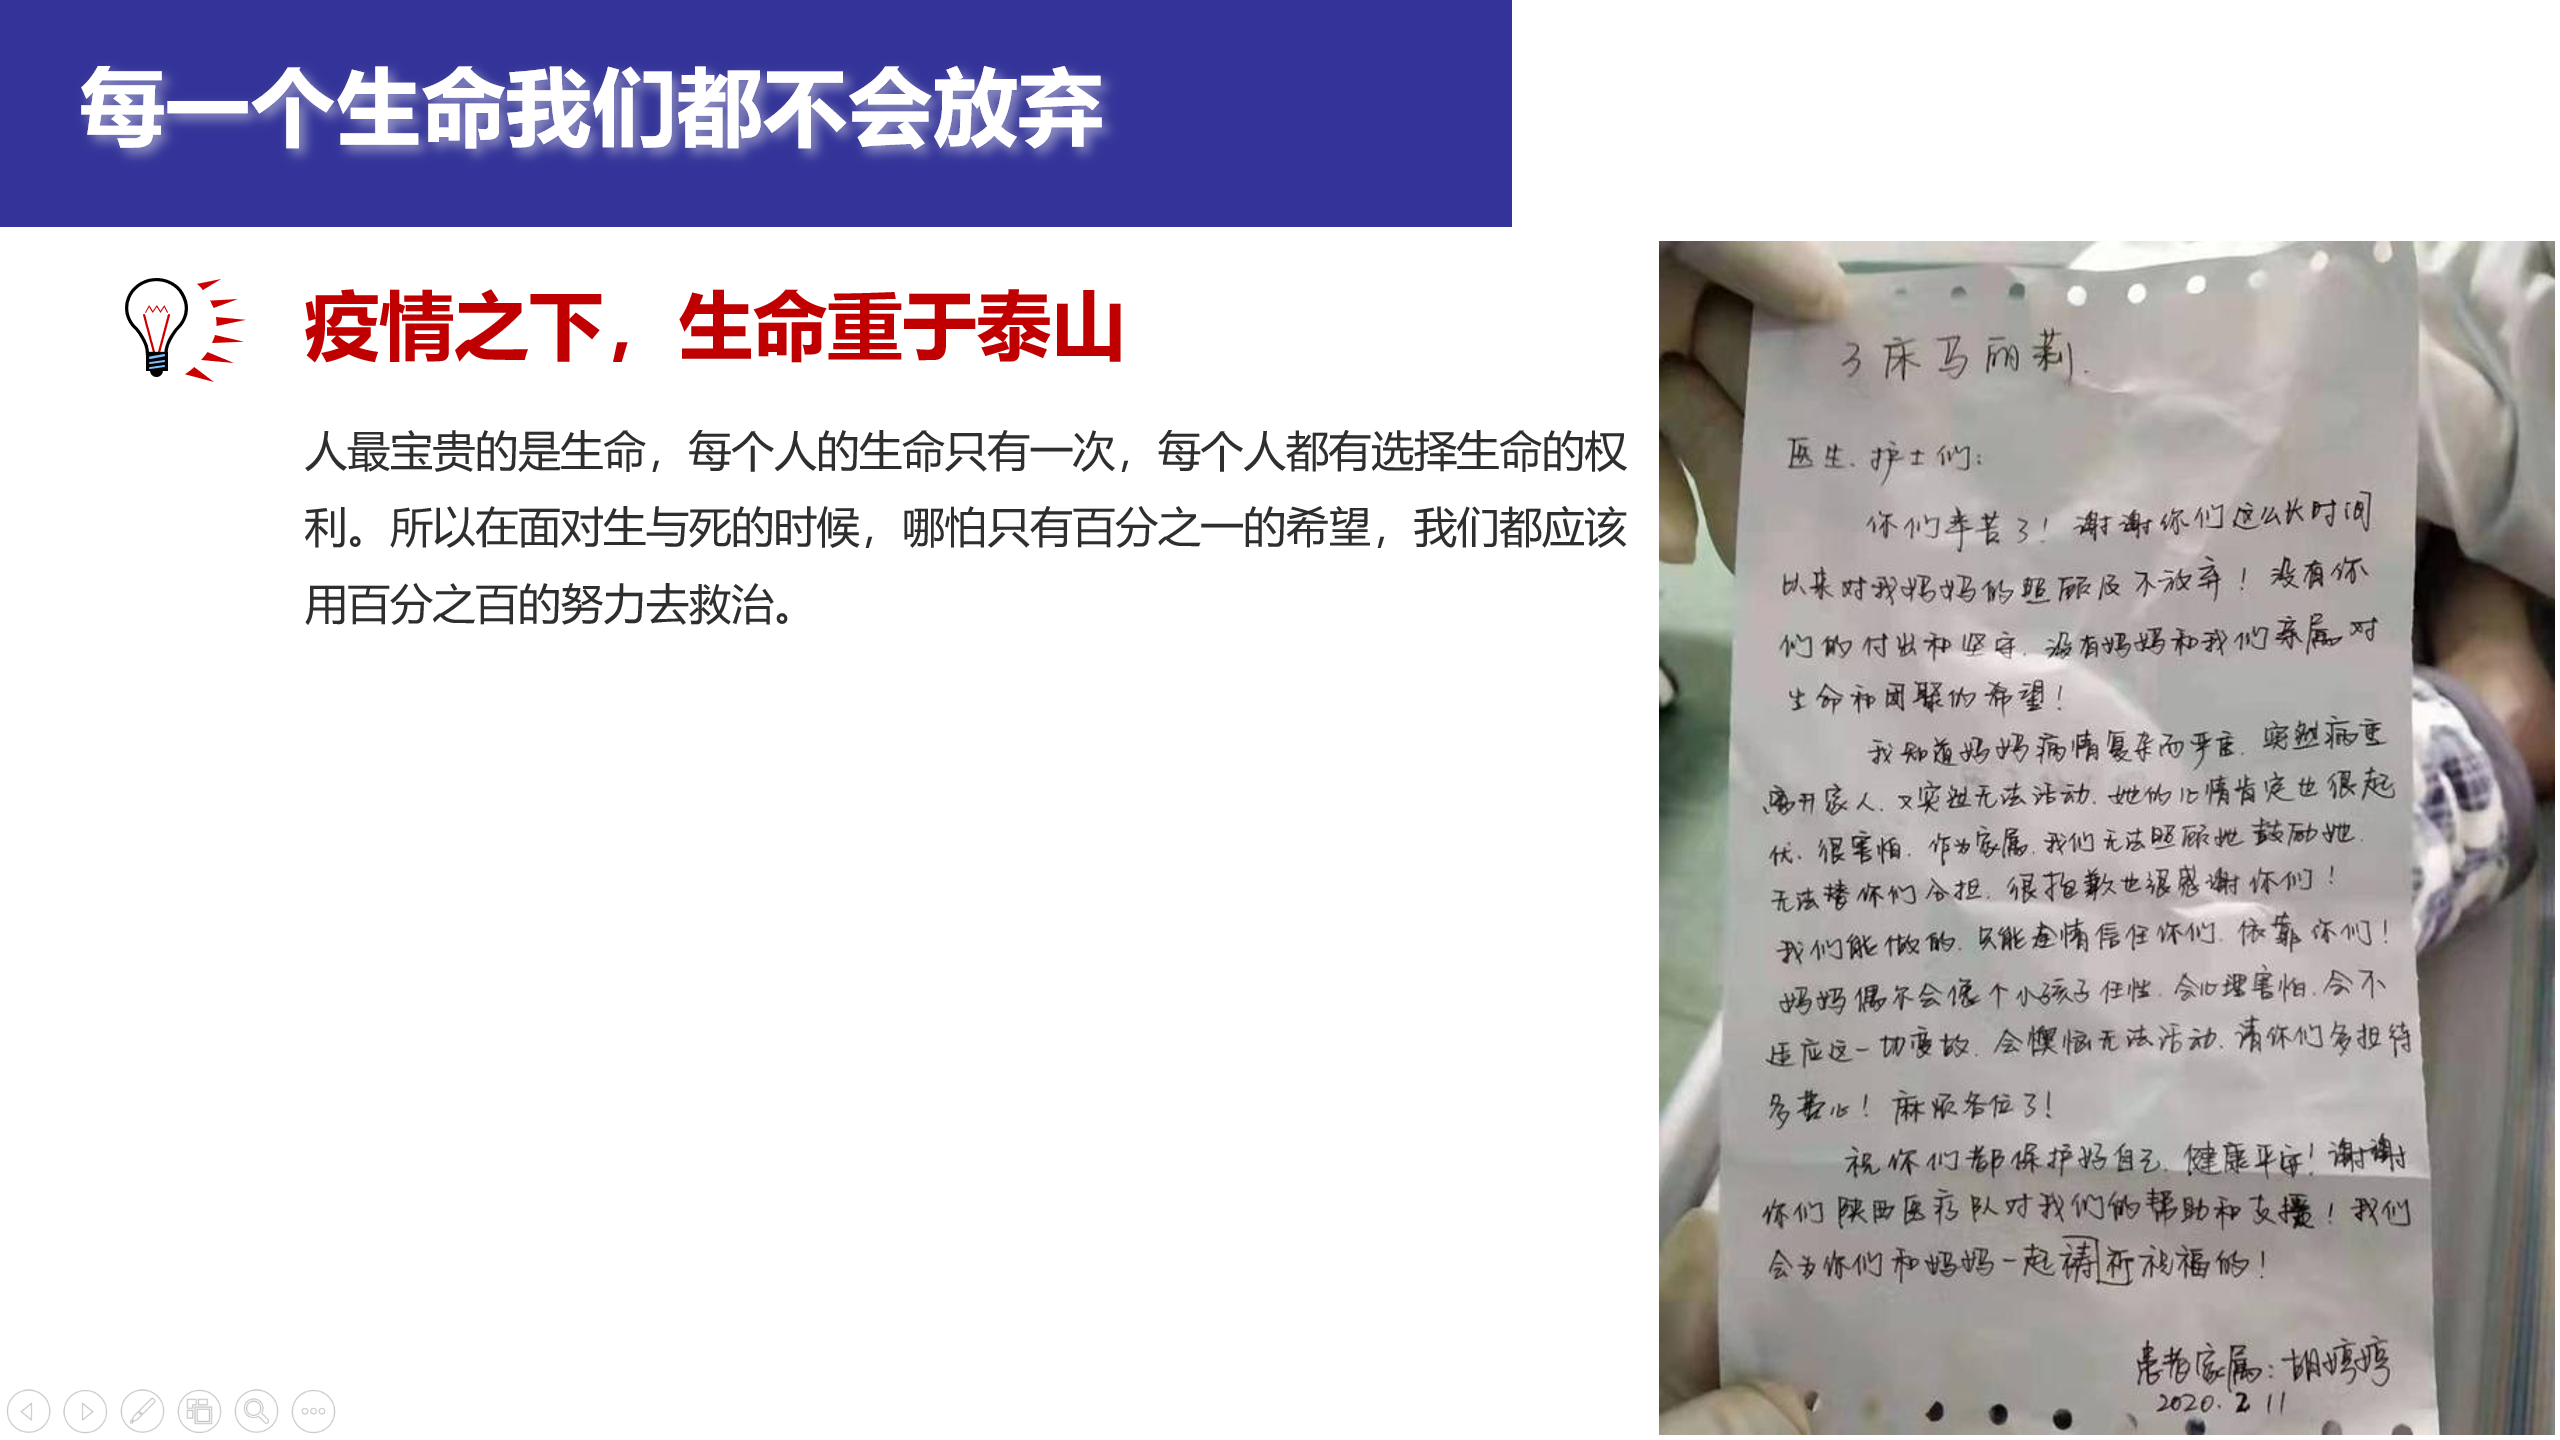 每一个生命我们都不会放弃
疫情之下，生命重于泰山
人最宝贵的是生命，每个人的生命只有一次，每个人都有选择生命的权
利。所以在面对生与死的时候，哪怕只有百分之一的希望，我们都应该
用百分之百的努力去救治。
3床马丽莉.
医生、护士们：
你们辛苦了！谢谢你们这么长时间
以来对我妈妈的照顾及不放弃！没有你
们的付出和坚守，没有妈妈和我们亲属对
生命和团聚的希望！
我知道妈妈病情复杂而严重，突然病重
离开家人，又突然无法活动，她的心情肯定也很起
伏、很害怕，作为家属，我们无法照顾她鼓励她，
无法替你们分担，很抱歉也很感谢你们！
我们能做的，只能尽情信任你们，依靠你们！
妈妈偶尔会像个小孩子任性，会心理害怕，会不
适应这一切变故，会懊恼无法活动，请你们多担待
多费心！麻烦各位了！
祝你们都保护好自己，健康平安！谢谢
你们陕西医疗队对我们的帮助和支援！我们
会为你们和妈妈一起祷祈祝福的！
患者家属：胡婷婷
2020.2.11